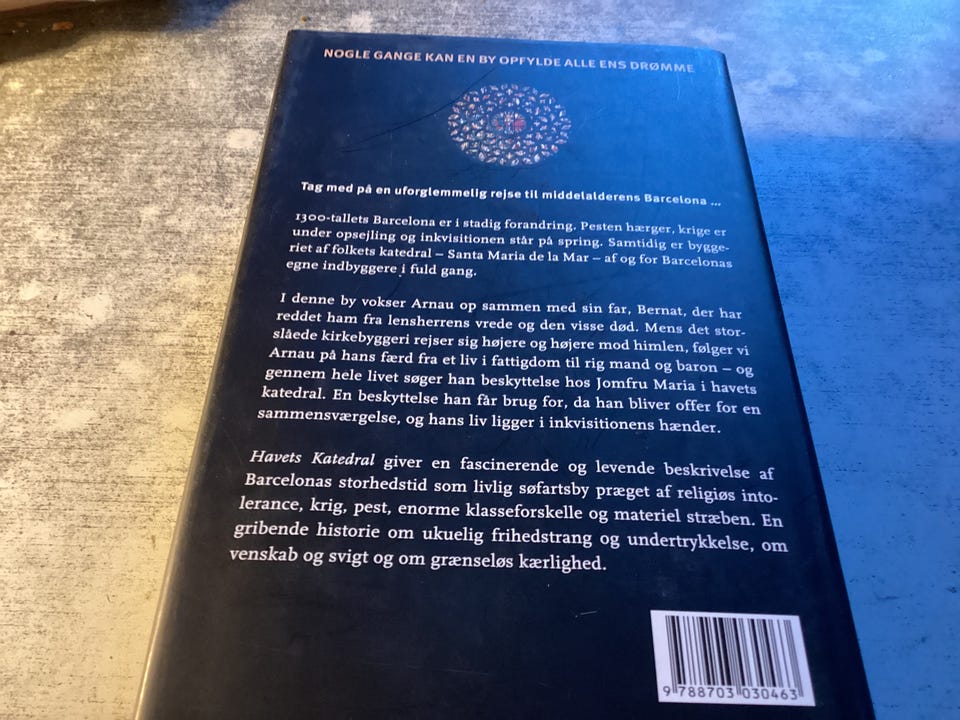 NOGLE GANGE KAN EN BY OPFYLDE ALLE ENS DRØMME
Tag med på en uforglemmelig rejse til middelalderens Barcelona ...
1300-tallets Barcelona er i stadig forandring. Pesten hærger, krige er
under opsejling og inkvisitionen står på spring. Samtidig er bygge-
riet af folkets katedral – Santa Maria de la Mar – af og for Barcelonas
egne indbyggere i fuld gang.
I denne by vokser Arnau op sammen med sin far, Bernat, der har
reddet ham fra lensherrens vrede og den visse død. Mens det stor-
slåede kirkebyggeri rejser sig højere og højere mod himlen, følger vi
Arnau på hans færd fra et liv i fattigdom til rig mand og baron – og
gennem hele livet søger han beskyttelse hos Jomfru Maria i havets
katedral. En beskyttelse han får brug for, da han bliver offer for en
sammensværgelse, og hans liv ligger i inkvisitionens hænder.
Havets Katedral giver en fascinerende og levende beskrivelse af
Barcelonas storhedstid som livlig søfartsby præget af religiøs into-
lerance, krig, pest, enorme klasseforskelle og materiel stræben. En
gribende historie om ukuelig frihedstrang og undertrykkelse, om
venskab og svigt og om grænseløs kærlighed.
9 788703 030463